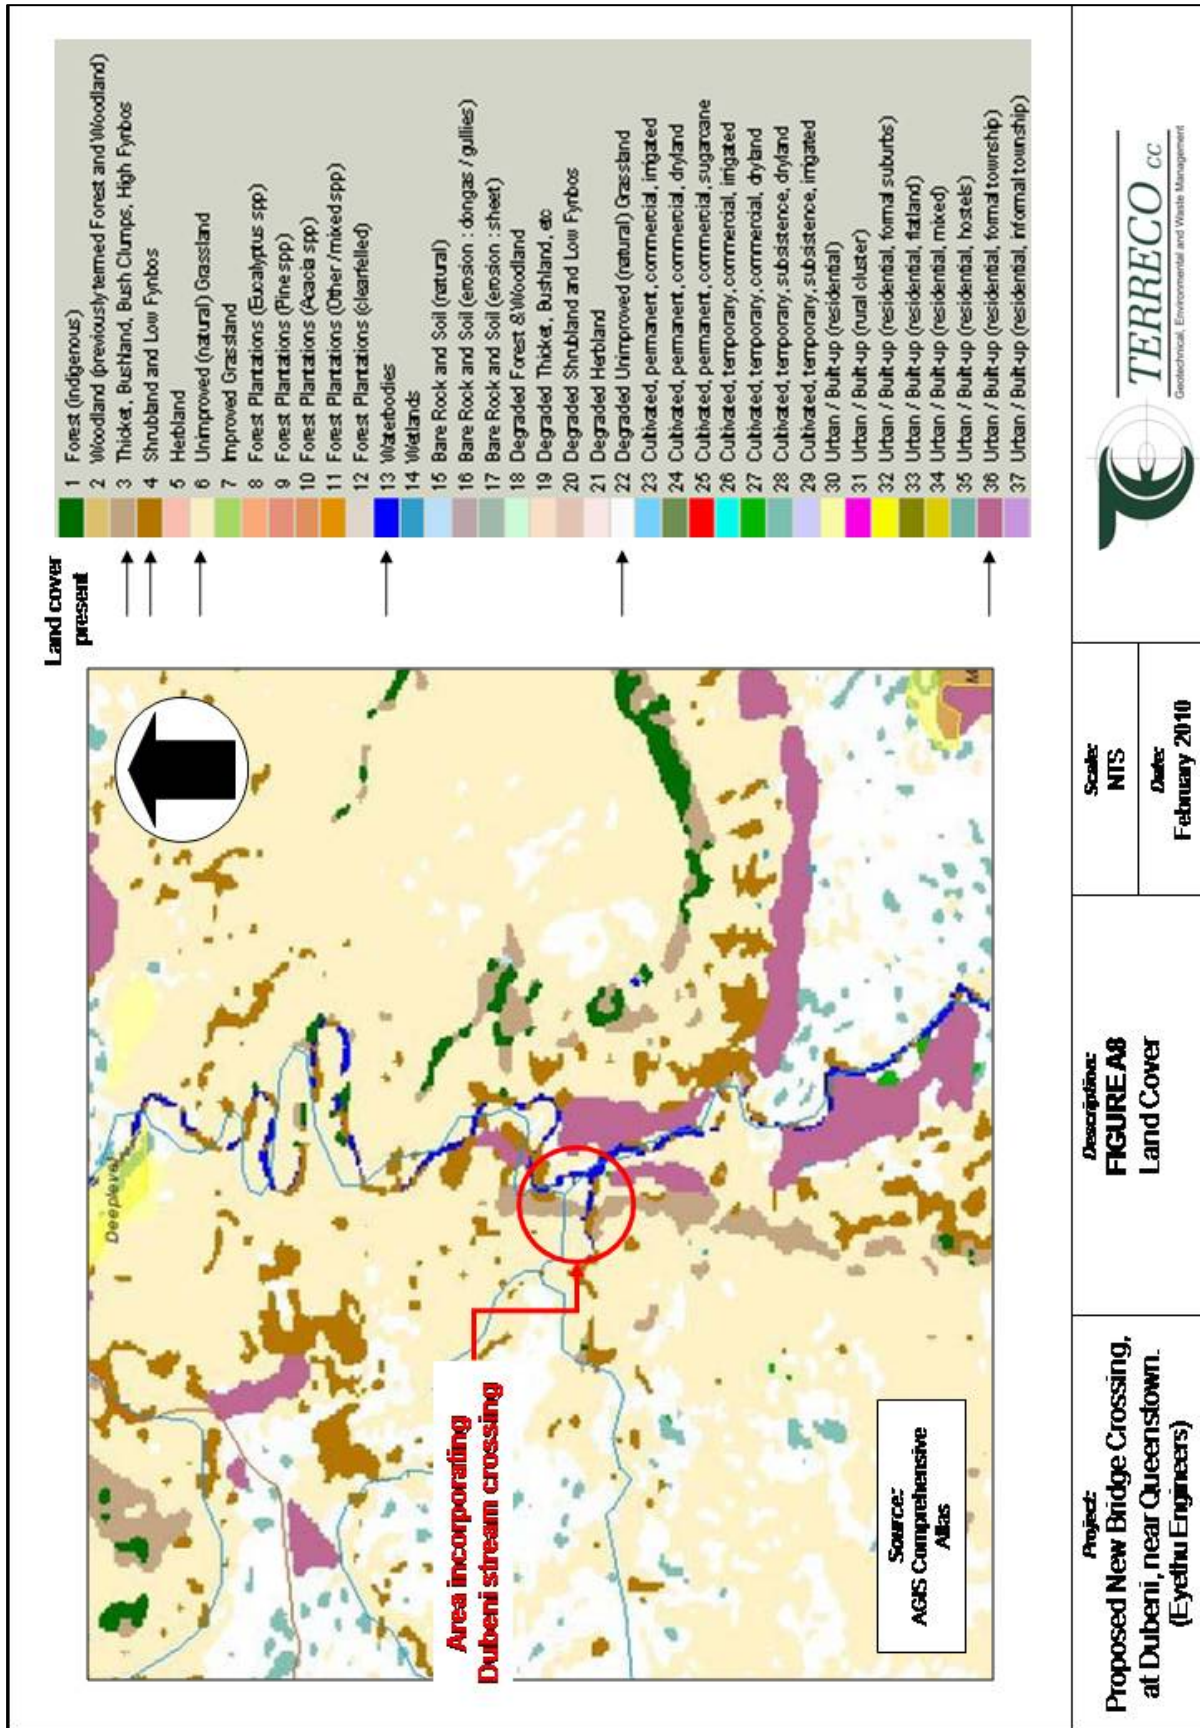 Land cover
present
1 Forest (indigenous)
2 Woodland (previously termed Forest and Woodland)
3 Thicket, Bushland, Bush Clumps, High Fynbos
4 Shrubland and Low Fynbos
5 Herbland
6 Unimproved (natural) Grassland
7 Improved Grassland
8 Forest Plantations (Eucalyptus spp)
9 Forest Plantations (Pine spp)
10 Forest Plantations (Acacia spp)
11 Forest Plantations (Other / mixed spp)
12 Forest Plantations (clearfelled)
13 Waterbodies
14 Wetlands
15 Bare Rock and Soil (natural)
16 Bare Rock and Soil (erosion : dongas / gullies)
17 Bare Rock and Soil (erosion : sheet)
18 Degraded Forest & Woodland
19 Degraded Thicket, Bushland, etc
20 Degraded Shrubland and Low Fynbos
21 Degraded Herbland
22 Degraded Unimproved (natural) Grassland
23 Cultivated, permanent, commercial, irrigated
24 Cultivated, permanent, commercial, dryland
25 Cultivated, permanent, commercial, sugarcane
26 Cultivated, temporary, commercial, irrigated
27 Cultivated, temporary, commercial, dryland
28 Cultivated, temporary, subsistence, dryland
29 Cultivated, temporary, subsistence, irrigated
30 Urban / Built-up (residential)
31 Urban / Built-up (rural cluster)
32 Urban / Built-up (residential, formal suburbs)
33 Urban / Built-up (residential, flatland)
34 Urban / Built-up (residential, mixed)
35 Urban / Built-up (residential, hostels)
36 Urban / Built-up (residential, formal township)
37 Urban / Built-up (residential, informal township)
Deeplevel
M
Area incorporating
Dubeni stream crossing
Source:
AGIS Comprehensive
Atlas
Project:
Proposed New Bridge Crossing,
at Dubeni, near Queenstown.
(Eyethu Engineers)
Description:
FIGURE A8
Land Cover
Scale:
NTS
Date:
February 2010
TERRECO cc
Geotechnical, Environmental and Waste Management